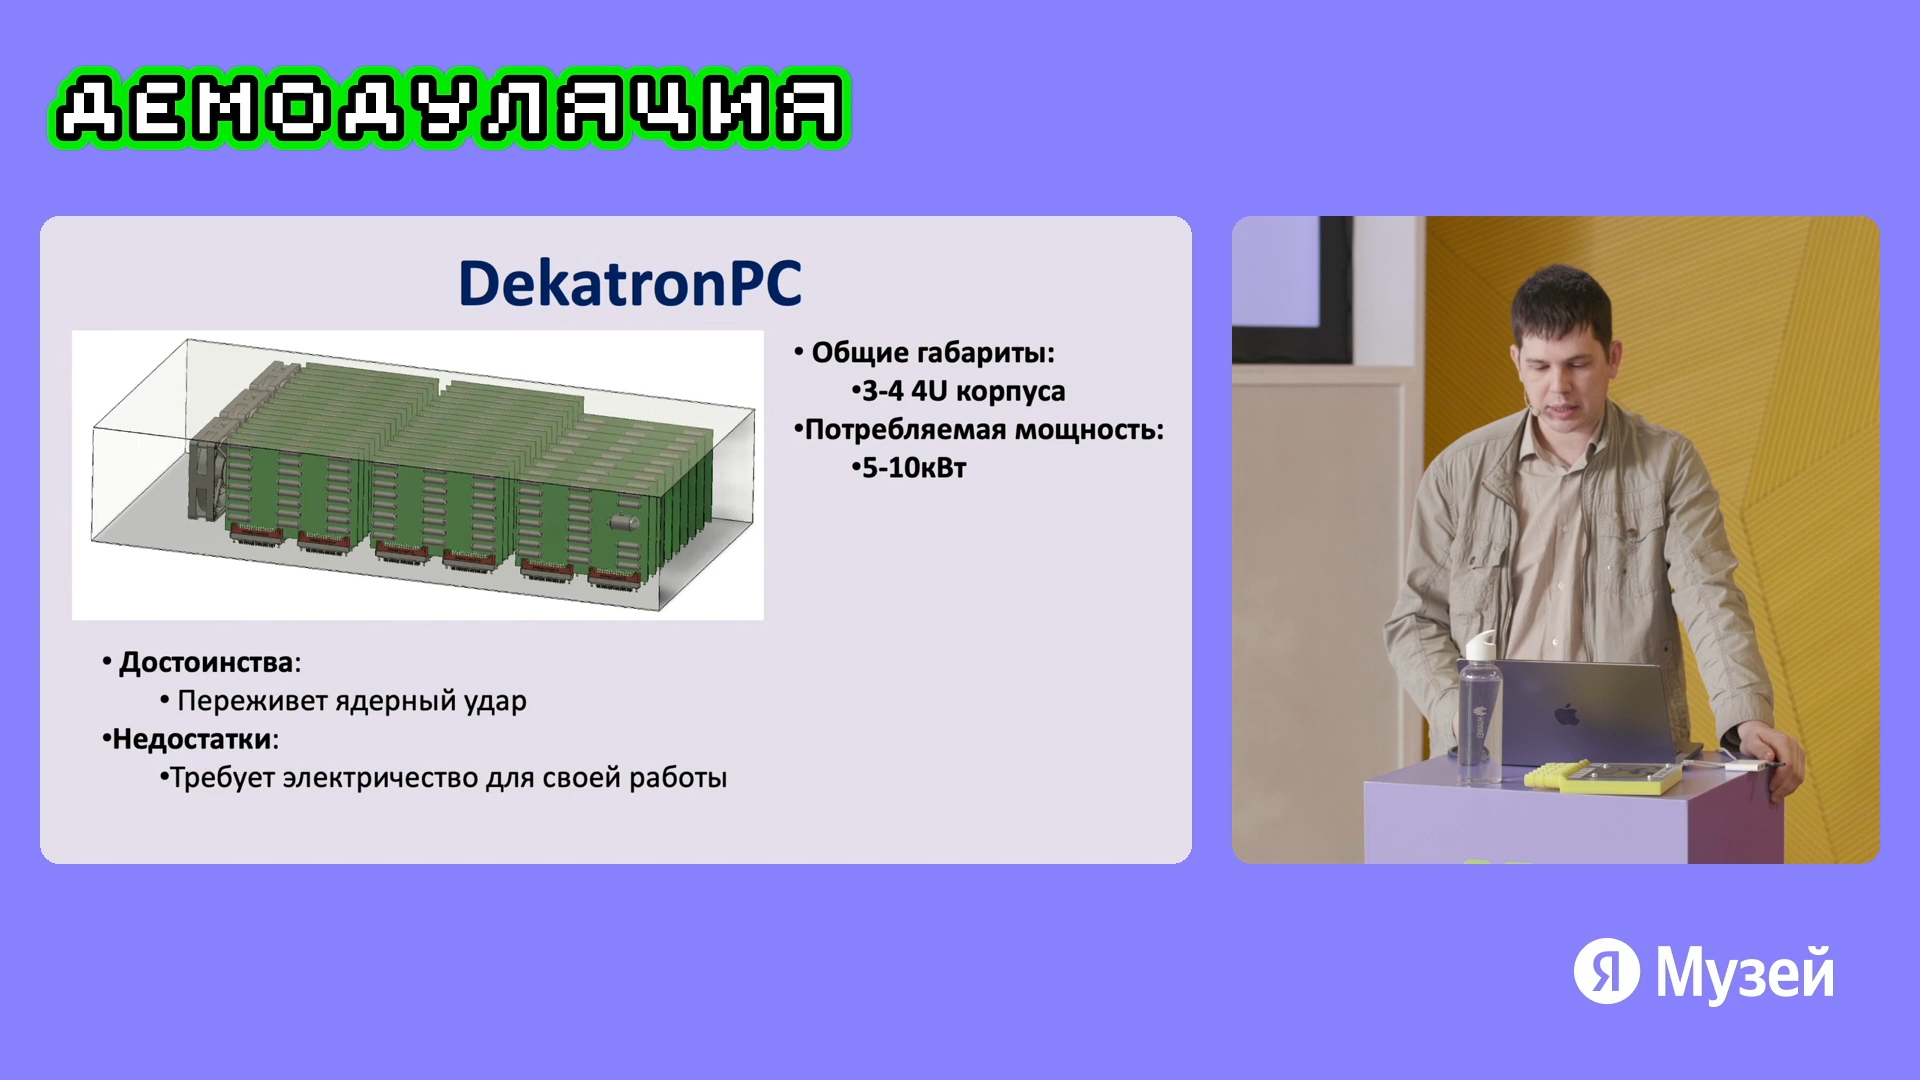 ДЕМОДУЛЯЦИЯ
DekatronPC
• Общие габариты:
•3-4 4U корпуса
•Потребляемая мощность:
•5-10кВт
• Достоинства:
• Переживет ядерный удар
•Недостатки:
•Требует электричество для своей работы
Я Музей